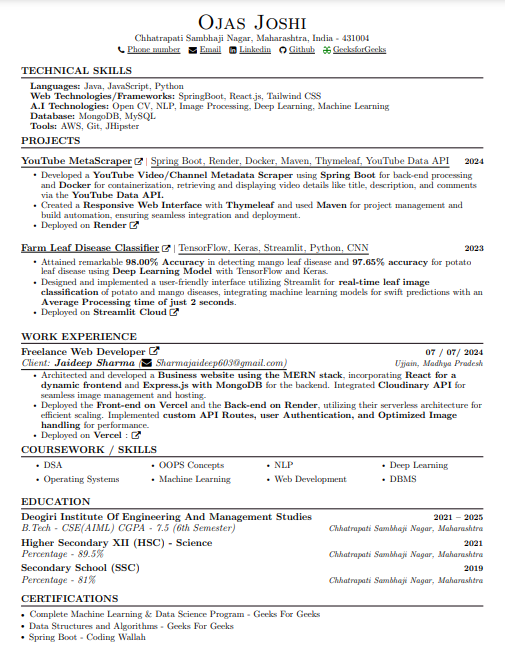 Ojas Joshi
Chhatrapati Sambhaji Nagar, Maharashtra, India - 431004
Phone number Email Linkedin Github GeeksforGeeks
TECHNICAL SKILLS
Languages: Java, JavaScript, Python
Web Technologies/Frameworks: SpringBoot, React.js, Tailwind CSS
A.I Technologies: Open CV, NLP, Image Processing, Deep Learning, Machine Learning
Database: MongoDB, MySQL
Tools: AWS, Git, JHipster
PROJECTS
YouTube MetaScraper | Spring Boot, Render, Docker, Maven, Thymeleaf, YouTube Data API 2024
• Developed a YouTube Video/Channel Metadata Scraper using Spring Boot for back-end processing
and Docker for containerization, retrieving and displaying video details like title, description, and comments
via the YouTube Data API.
• Created a Responsive Web Interface with Thymeleaf and used Maven for project management and
build automation, ensuring seamless integration and deployment.
• Deployed on Render
Farm Leaf Disease Classifier | TensorFlow, Keras, Streamlit, Python, CNN 2023
• Attained remarkable 98.00% Accuracy in detecting mango leaf disease and 97.65% accuracy for potato
leaf disease using Deep Learning Model with TensorFlow and Keras.
• Designed and implemented a user-friendly interface utilizing Streamlit for real-time leaf image
classification of potato and mango diseases, integrating machine learning models for swift predictions with an
Average Processing time of just 2 seconds.
• Deployed on Streamlit Cloud
WORK EXPERIENCE
Freelance Web Developer 07 / 07/ 2024
Client: Jaideep Sharma ( Sharmajaideep603@gmail.com) Ujjain, Madhya Pradesh
• Architected and developed a Business website using the MERN stack, incorporating React for a
dynamic frontend and Express.js with MongoDB for the backend. Integrated Cloudinary API for
seamless image management and hosting.
• Deployed the Front-end on Vercel and the Back-end on Render, utilizing their serverless architecture for
efficient scaling. Implemented custom API Routes, user Authentication, and Optimized Image
handling for performance.
• Deployed on Vercel :
COURSEWORK / SKILLS
• DSA • OOPS Concepts • NLP • Deep Learning
• Operating Systems • Machine Learning • Web Development • DBMS
EDUCATION
Deogiri Institute Of Engineering And Management Studies 2021 – 2025
B.Tech - CSE(AIML) CGPA - 7.5 (6th Semester) Chhatrapati Sambhaji Nagar, Maharashtra
Higher Secondary XII (HSC) - Science 2021
Percentage - 89.5% Chhatrapati Sambhaji Nagar, Maharashtra
Secondary School (SSC) 2019
Percentage - 81% Chhatrapati Sambhaji Nagar, Maharashtra
CERTIFICATIONS
• Complete Machine Learning & Data Science Program - Geeks For Geeks
• Data Structures and Algorithms - Geeks For Geeks
• Spring Boot - Coding Wallah